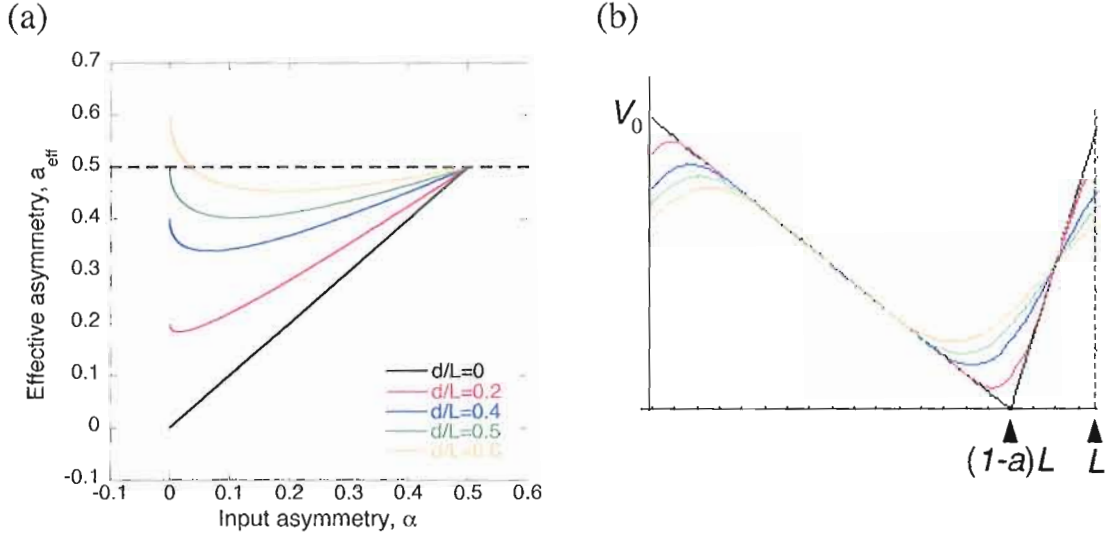 (a)
0.7
0.6
0.5
0.4
0.3
0.2
0.1
0
-0.1
Effective asymmetry, a_eff
-0.1 0 0.1 0.2 0.3 0.4 0.5 0.6
Input asymmetry, α
d/L=0
d/L=0.2
d/L=0.4
d/L=0.5
(b)
V_0
(1-a)L L